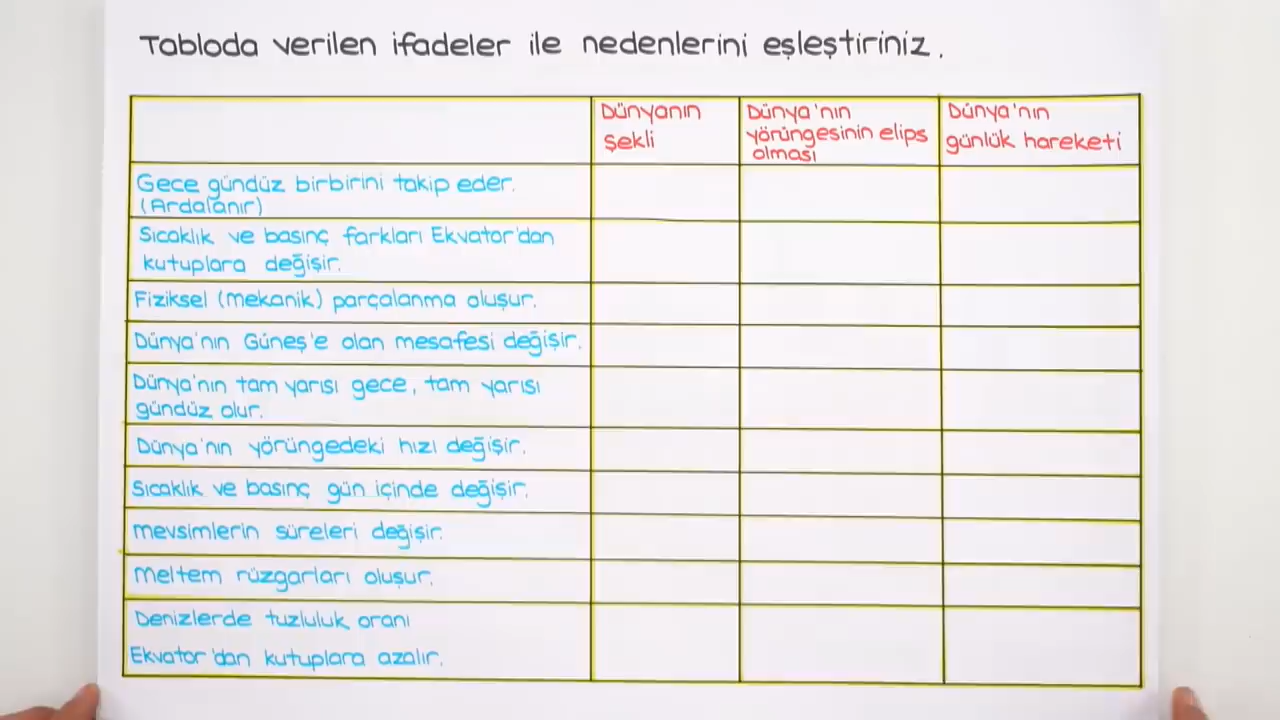 Tabloda verilen ifadeler ile nedenlerini eşleştiriniz.
Dünyanın
şekli
Dünya'nın
yörüngesinin elips
olması
Dünya'nın
günlük hareketi
Gece gündüz birbirini takip eder.
(Ardalanır)
Sıcaklık ve basınç farkları Ekvator'dan
kutuplara değişir.
Fiziksel (mekanik) parçalanma oluşur.
Dünya'nın Güneş'e olan mesafesi değişir.
Dünya'nın tam yarısı gece, tam yarısı
gündüz olur.
Dünya'nın yörüngedeki hızı değişir.
Sıcaklık ve basınç gün içinde değişir.
mevsimlerin süreleri değişir.
meltem rüzgarları oluşur.
Denizlerde tuzluluk oranı
Ekvator'dan kutuplara azalır.